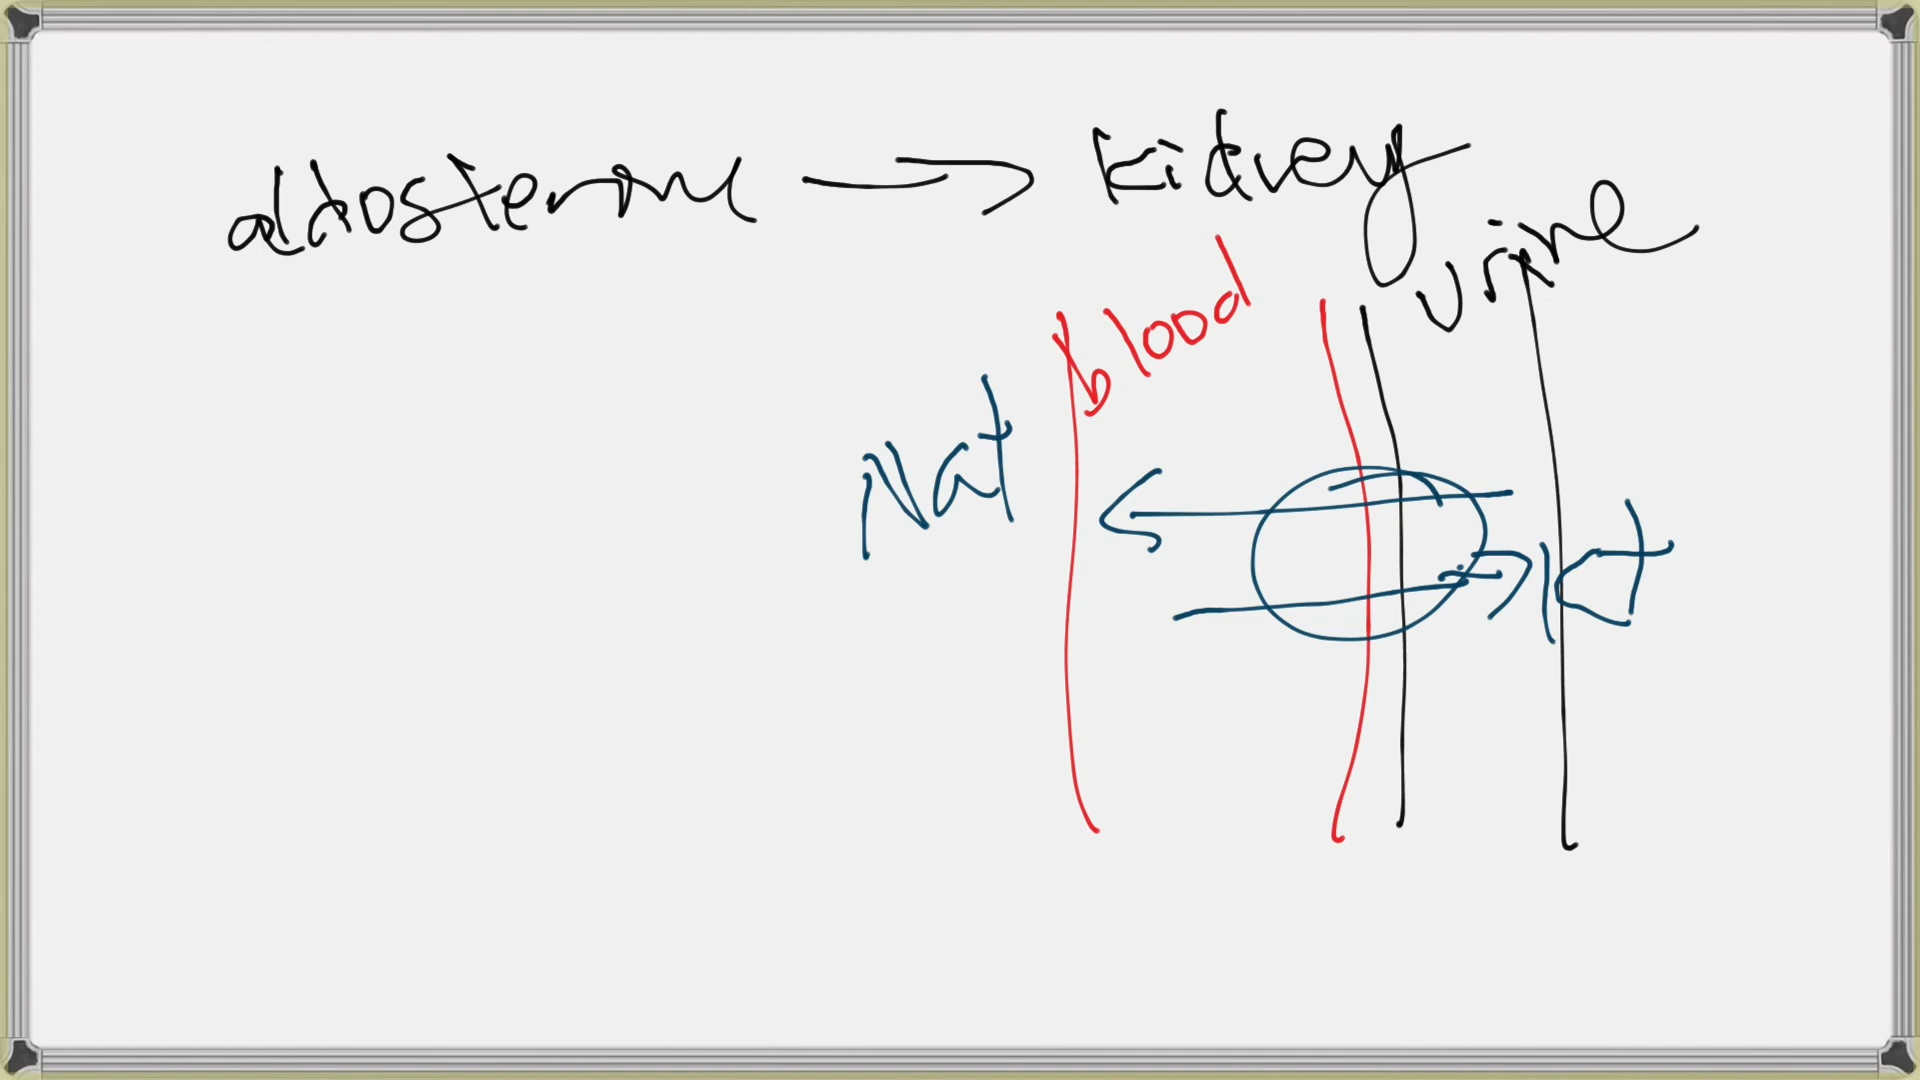 aldosterone → kidney
blood urine
Na+
K+